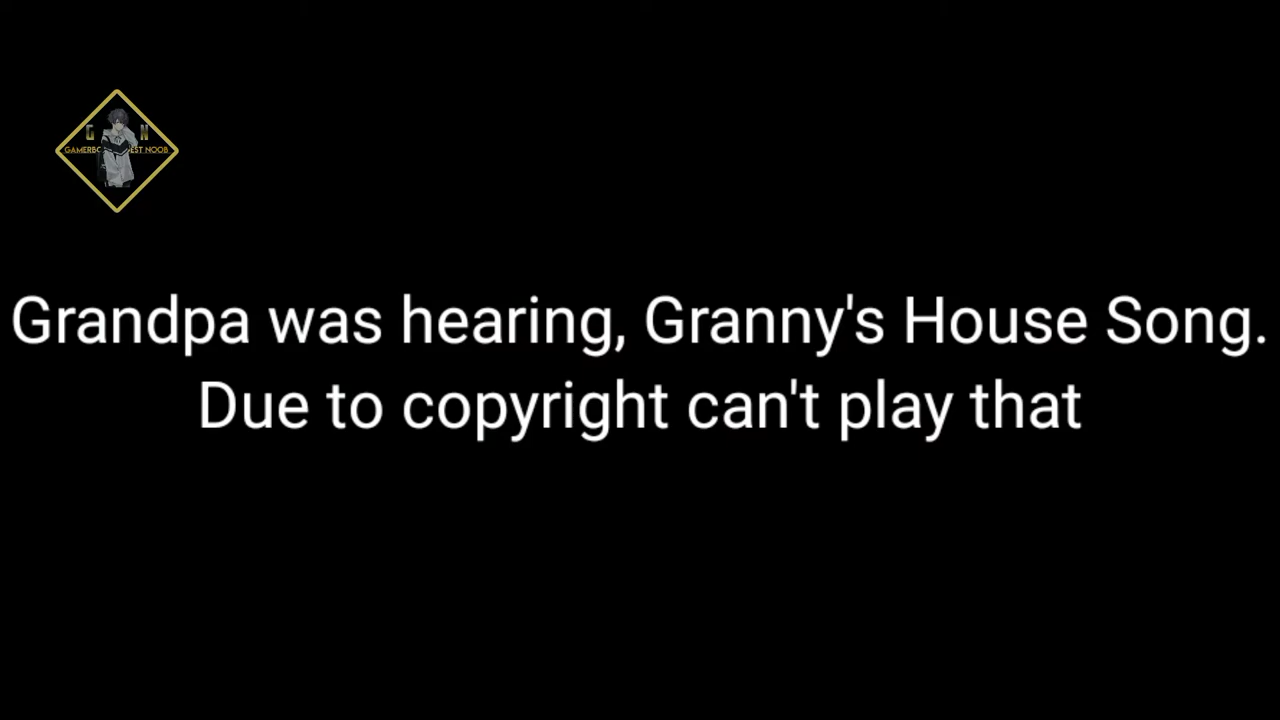 G N
Grandpa was hearing, Granny's House Song.
Due to copyright can't play that